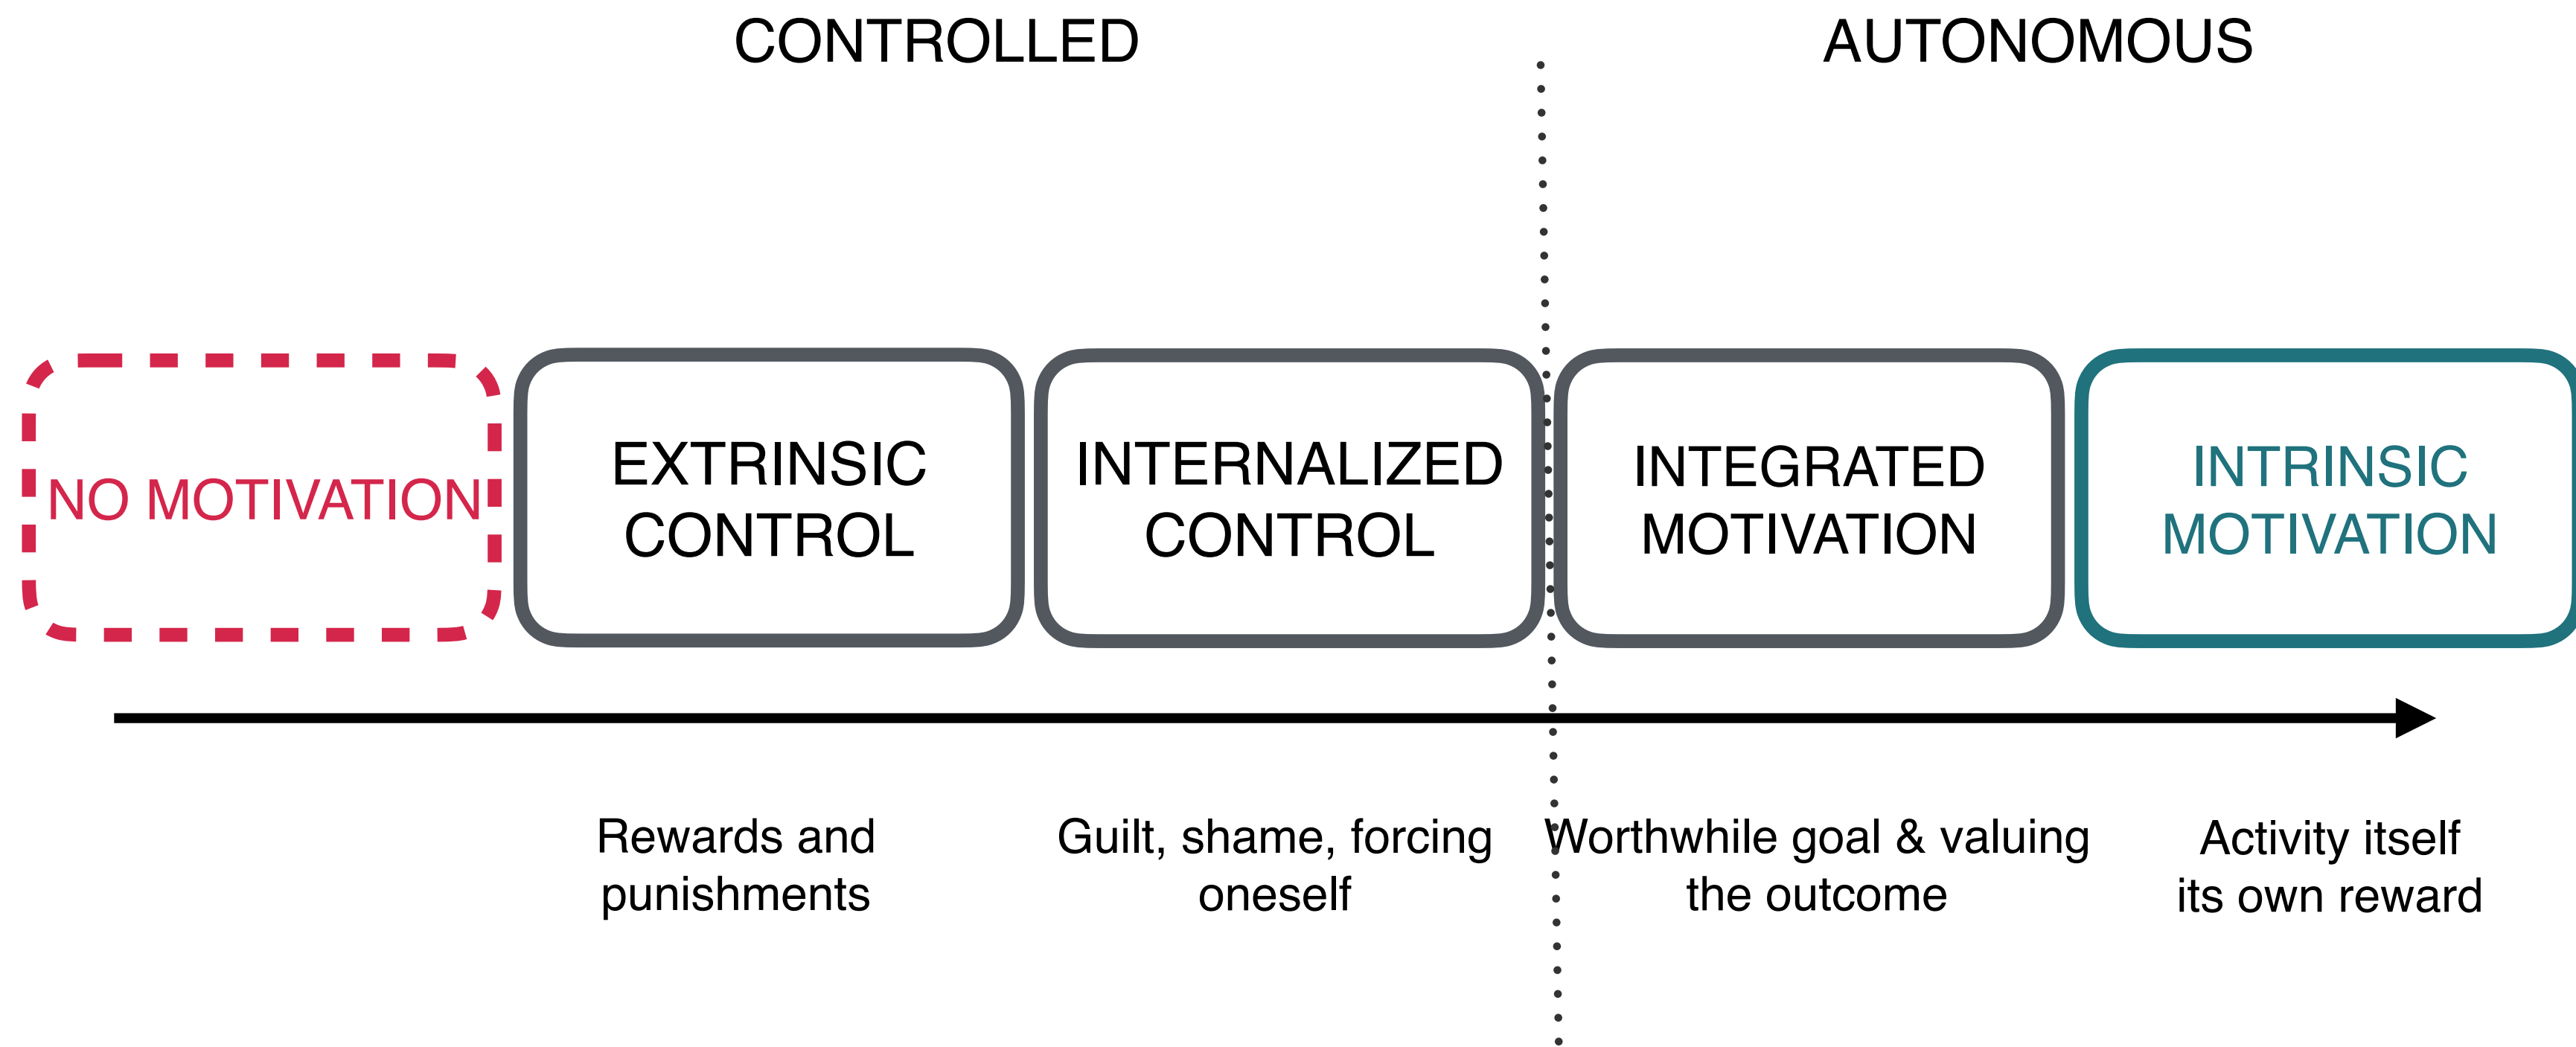 CONTROLLED
AUTONOMOUS
NO MOTIVATION
EXTRINSIC
CONTROL
INTERNALIZED
CONTROL
INTEGRATED
MOTIVATION
INTRINSIC
MOTIVATION
Rewards and
punishments
Guilt, shame, forcing
oneself
Worthwhile goal & valuing
the outcome
Activity itself
its own reward